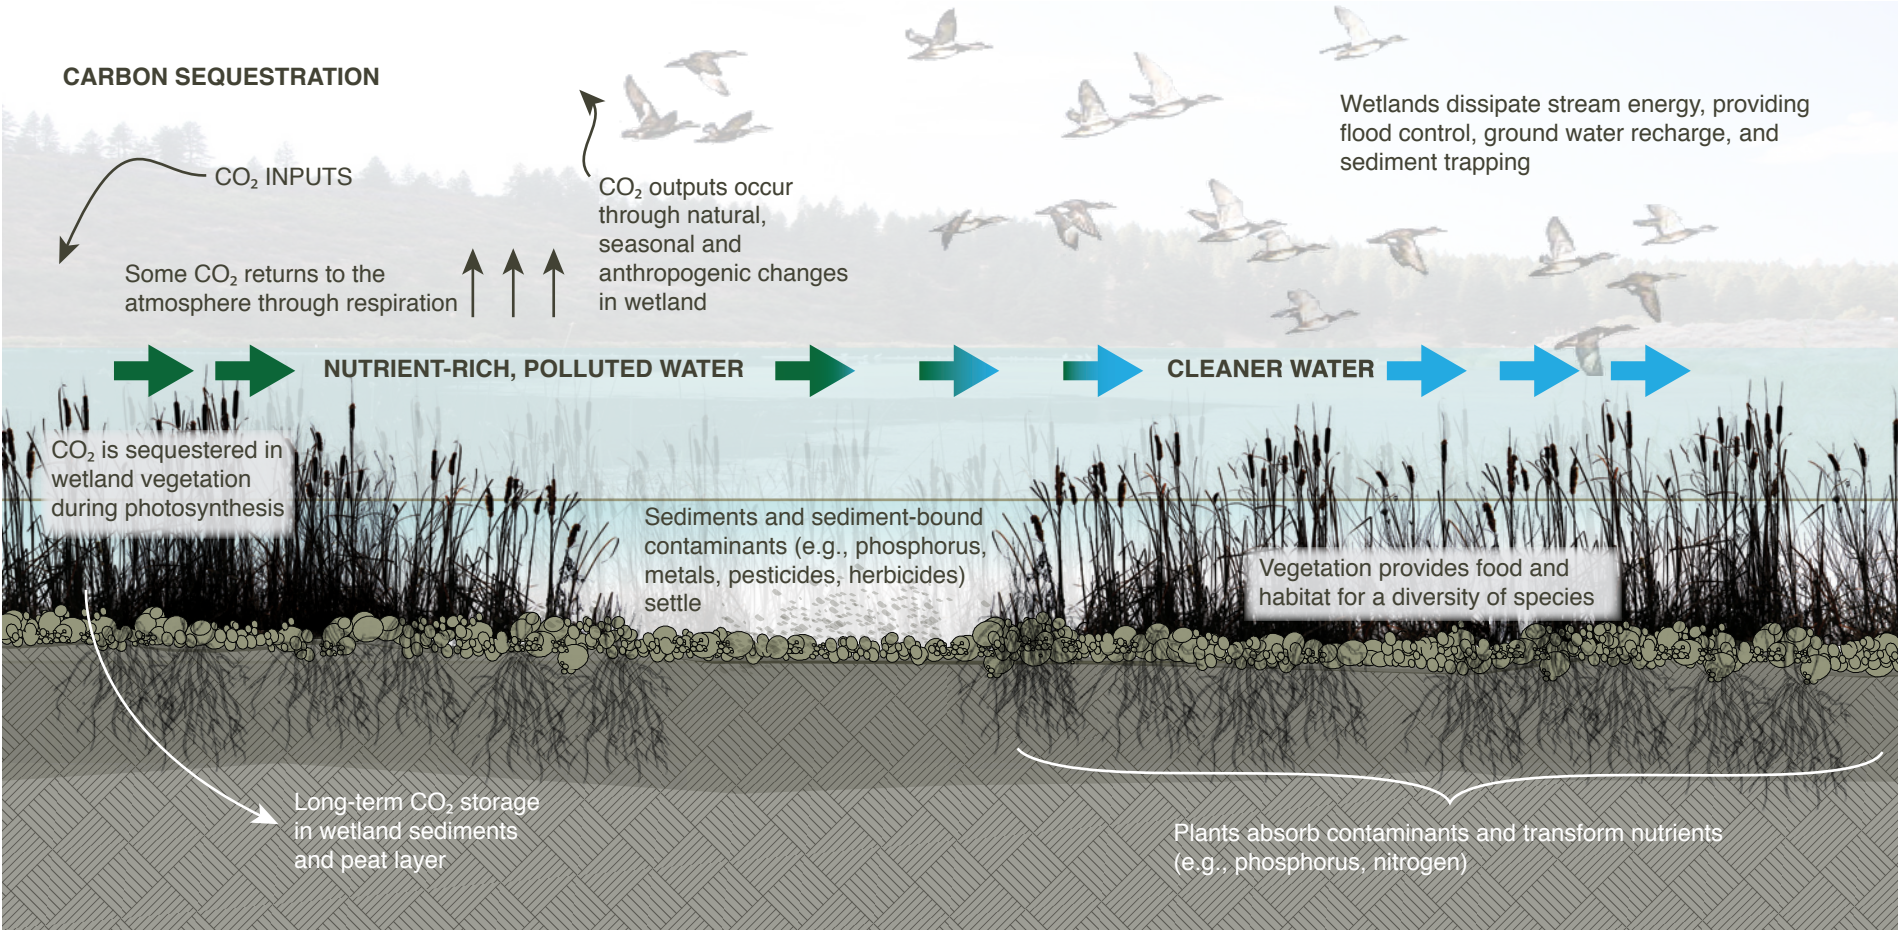 CARBON SEQUESTRATION
CO₂ INPUTS
Some CO₂ returns to the
atmosphere through respiration
CO₂ outputs occur
through natural,
seasonal and
anthropogenic changes
in wetland
Wetlands dissipate stream energy, providing
flood control, ground water recharge, and
sediment trapping
NUTRIENT-RICH, POLLUTED WATER
CLEANER WATER
CO₂ is sequestered in
wetland vegetation
during photosynthesis
Sediments and sediment-bound
contaminants (e.g., phosphorus,
metals, pesticides, herbicides)
settle
Vegetation provides food and
habitat for a diversity of species
Long-term CO₂ storage
in wetland sediments
and peat layer
Plants absorb contaminants and transform nutrients
(e.g., phosphorus, nitrogen)